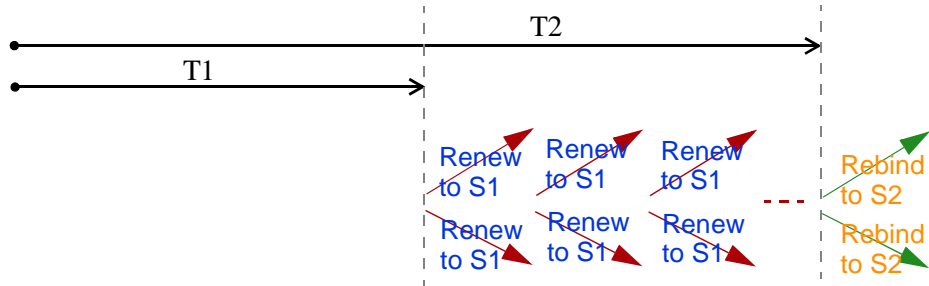 T2
T1
Renew
to S1
Renew
to S1
Renew
to S1
Rebind
to S2
Renew
to S1
Renew
to S1
Renew
to S1
Rebind
to S2